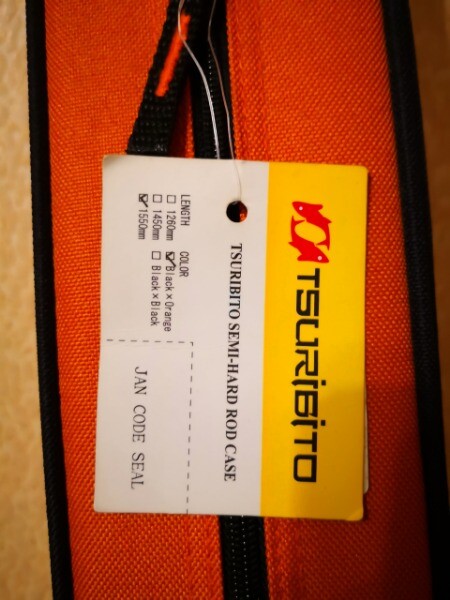 TSURIBITO
TSURIBITO SEMI-HARD ROD CASE
LENGTH
☐ 1260mm
☐ 1450mm
☑ 1550mm
COLOR
☑ Black×Orange
☐ Black×Black
JAN CODE SEAL